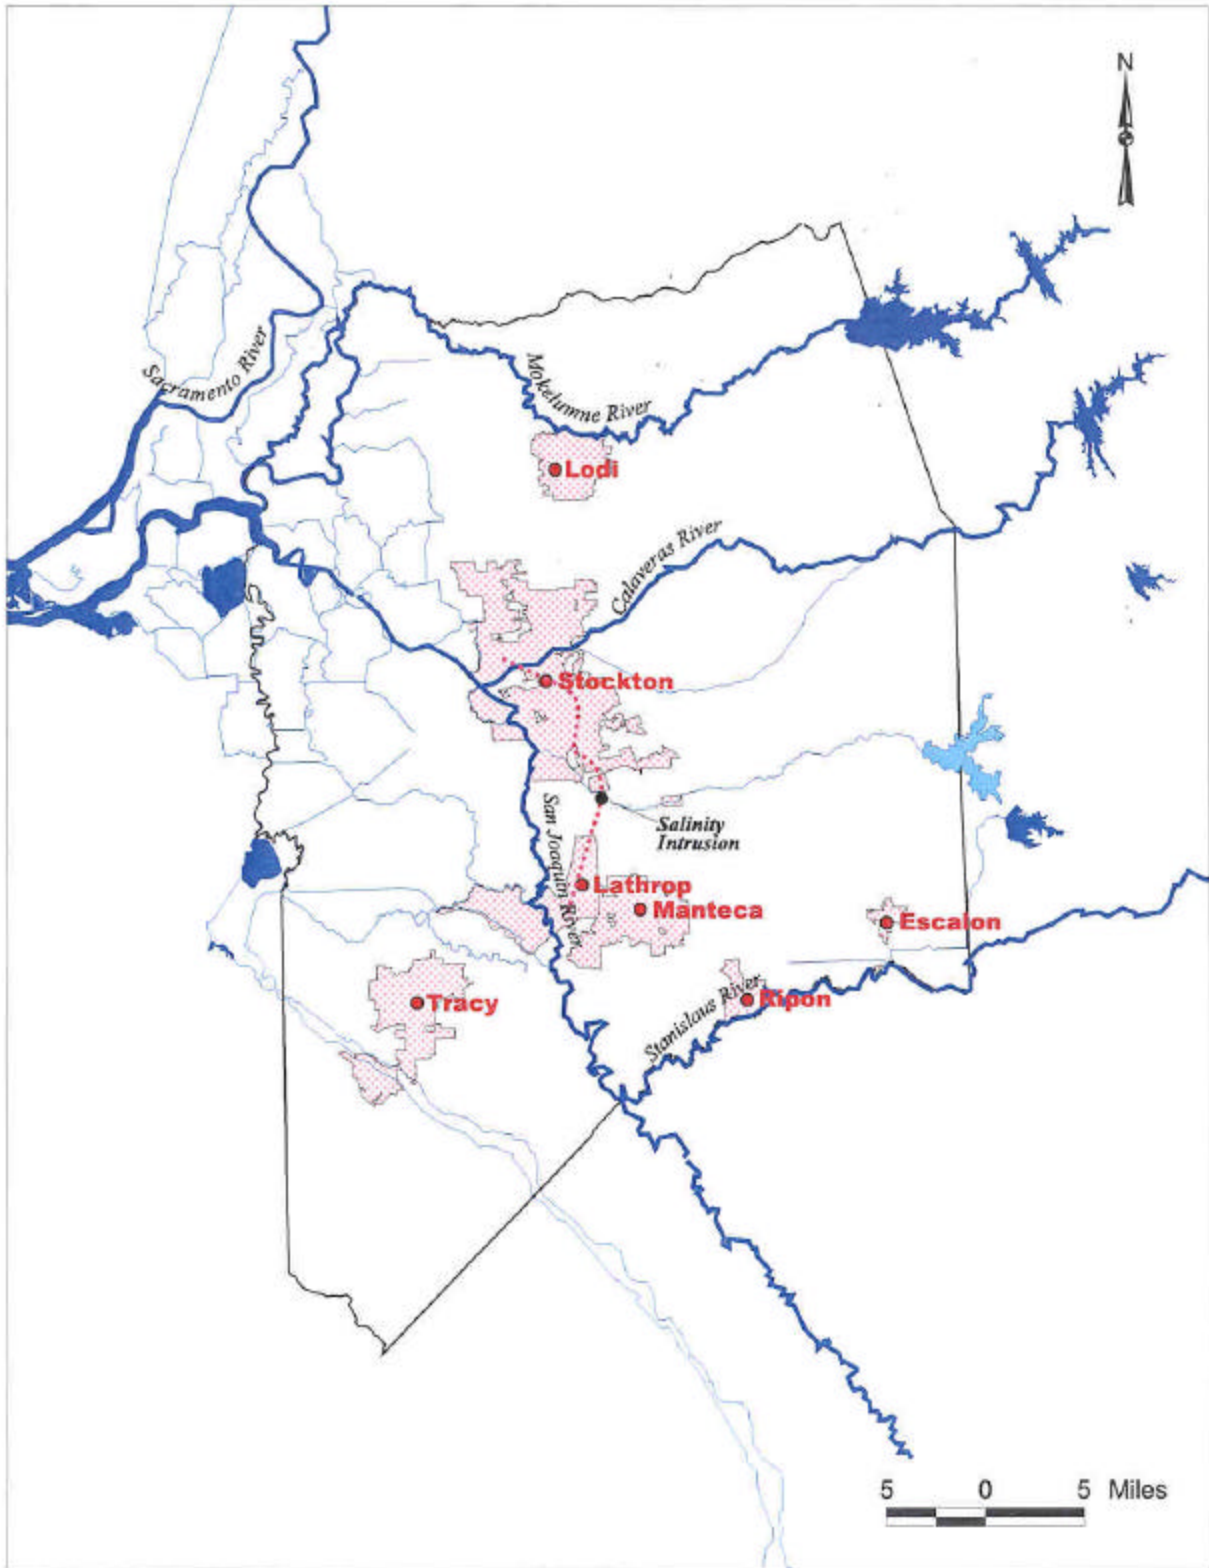 N
Sacramento River
Mokelumne River
Lodi
Calaveras River
Stockton
San Joaquin River
Salinity
Intrusion
Lathrop
Manteca
Escalon
Tracy
Stanislaus River
Ripon
5 0 5 Miles